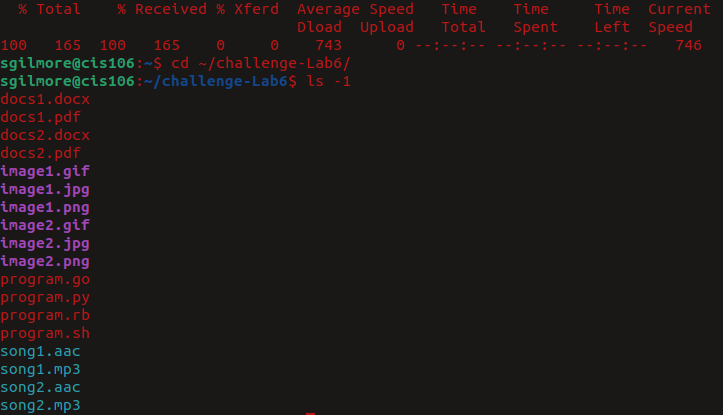 % Total    % Received % Xferd  Average Speed   Time    Time     Time  Current
                                 Dload  Upload   Total   Spent    Left  Speed
100   165  100   165    0     0    743      0 --:--:-- --:--:-- --:--:--   746
sgilmore@cis106:~$ cd ~/challenge-Lab6/
sgilmore@cis106:~/challenge-Lab6$ ls -1
docs1.docx
docs1.pdf
docs2.docx
docs2.pdf
image1.gif
image1.jpg
image1.png
image2.gif
image2.jpg
image2.png
program.go
program.py
program.rb
program.sh
song1.aac
song1.mp3
song2.aac
song2.mp3